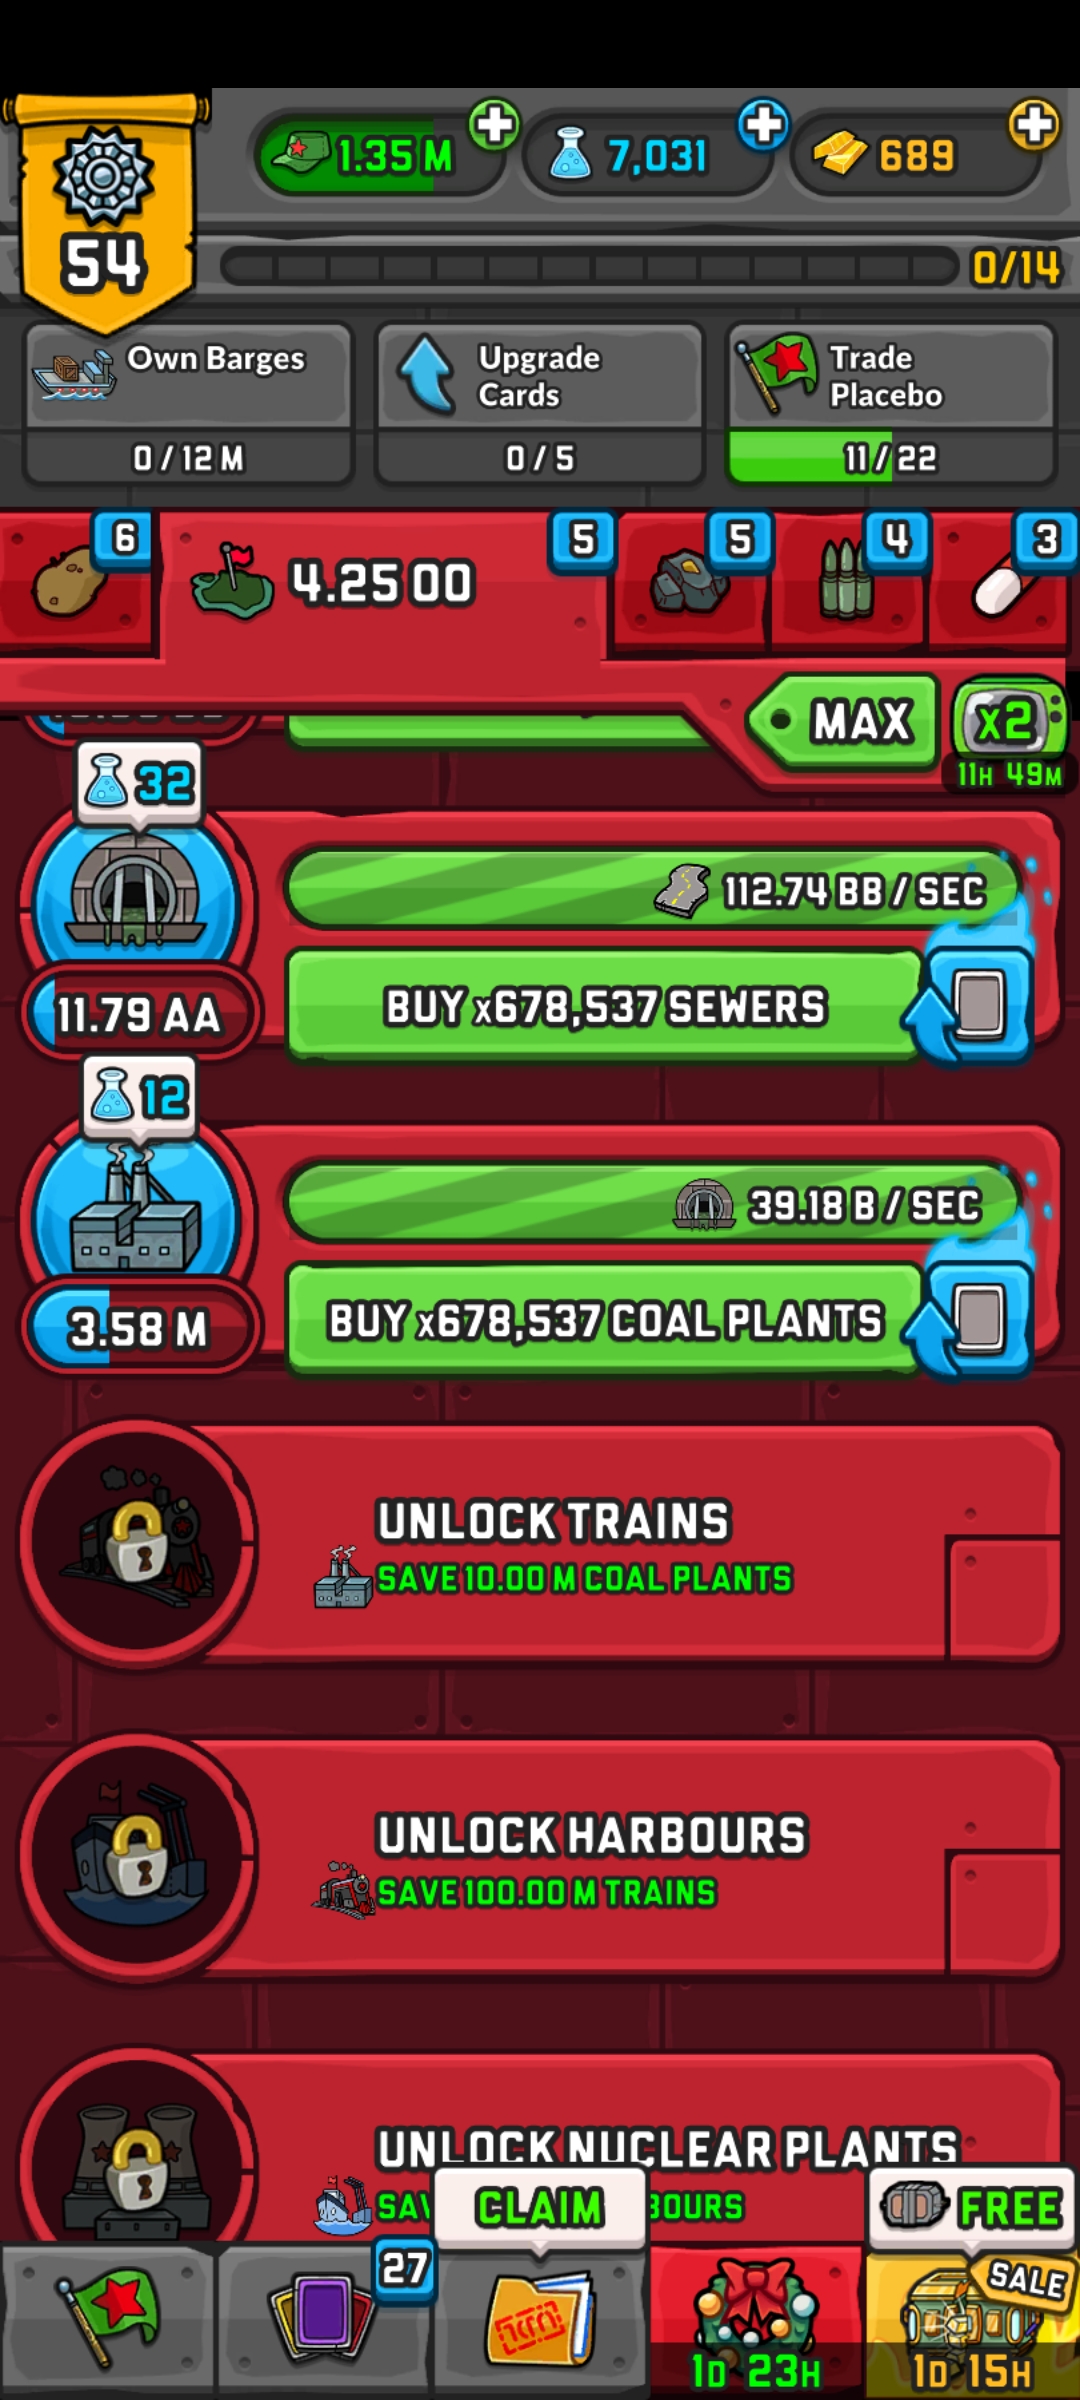 1.35 M
7,031
689
54
0/14
Own Barges
0 / 12 M
Upgrade
Cards
0 / 5
Trade
Placebo
11 / 22
6
4.25 OO
5
5
4
3
MAX
x2
11H 49M
32
112.74 BB / SEC
11.79 AA
BUY x678,537 SEWERS
12
39.18 B / SEC
3.58 M
BUY x678,537 COAL PLANTS
UNLOCK TRAINS
SAVE 10.00 M COAL PLANTS
UNLOCK HARBOURS
SAVE 100.00 M TRAINS
UNLOCK NUCLEAR PLANTS
CLAIM
FREE
27
SALE
1D 23H
1D 15H